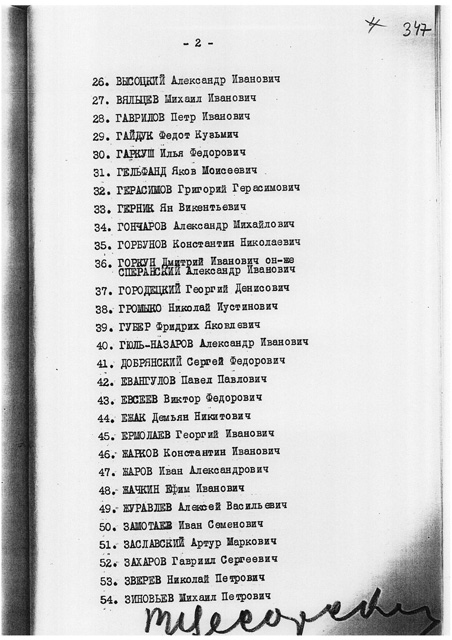 347
- 2 -
26. ВЫСОЦКИЙ Александр Иванович
27. ВЯЛЬЦЕВ Михаил Иванович
28. ГАВРИЛОВ Петр Иванович
29. ГАЙДУК Федот Кузьмич
30. ГАРКУШ Илья Федорович
31. ГЕЛЬФАНД Яков Моисеевич
32. ГЕРАСИМОВ Григорий Герасимович
33. ГЕРНИК Ян Викентьевич
34. ГОНЧАРОВ Александр Михайлович
35. ГОРБУНОВ Константин Николаевич
36. ГОРКУН Дмитрий Иванович он-же
СПЕРАНСКИЙ Александр Иванович
37. ГОРОДЕЦКИЙ Георгий Денисович
38. ГРОМЫКО Николай Иустинович
39. ГУБЕР Фридрих Яковлевич
40. ГЮЛЬ-НАЗАРОВ Александр Иванович
41. ДОБРЯНСКИЙ Сергей Федорович
42. ЕВАНГУЛОВ Павел Павлович
43. ЕВСЕЕВ Виктор Федорович
44. ЕЖАК Демьян Никитович
45. ЕРМОЛАЕВ Георгий Иванович
46. ЖАРКОВ Константин Иванович
47. ЖАРОВ Иван Александрович
48. ЖАЧКИН Ефим Иванович
49. ЖУРАВЛЕВ Алексей Васильевич
50. ЗАМОТАЕВ Иван Семенович
51. ЗАСЛАВСКИЙ Артур Маркович
52. ЗАХАРОВ Гавриил Сергеевич
53. ЗВЕРЕВ Николай Петрович
54. ЗИНОВЬЕВ Михаил Петрович